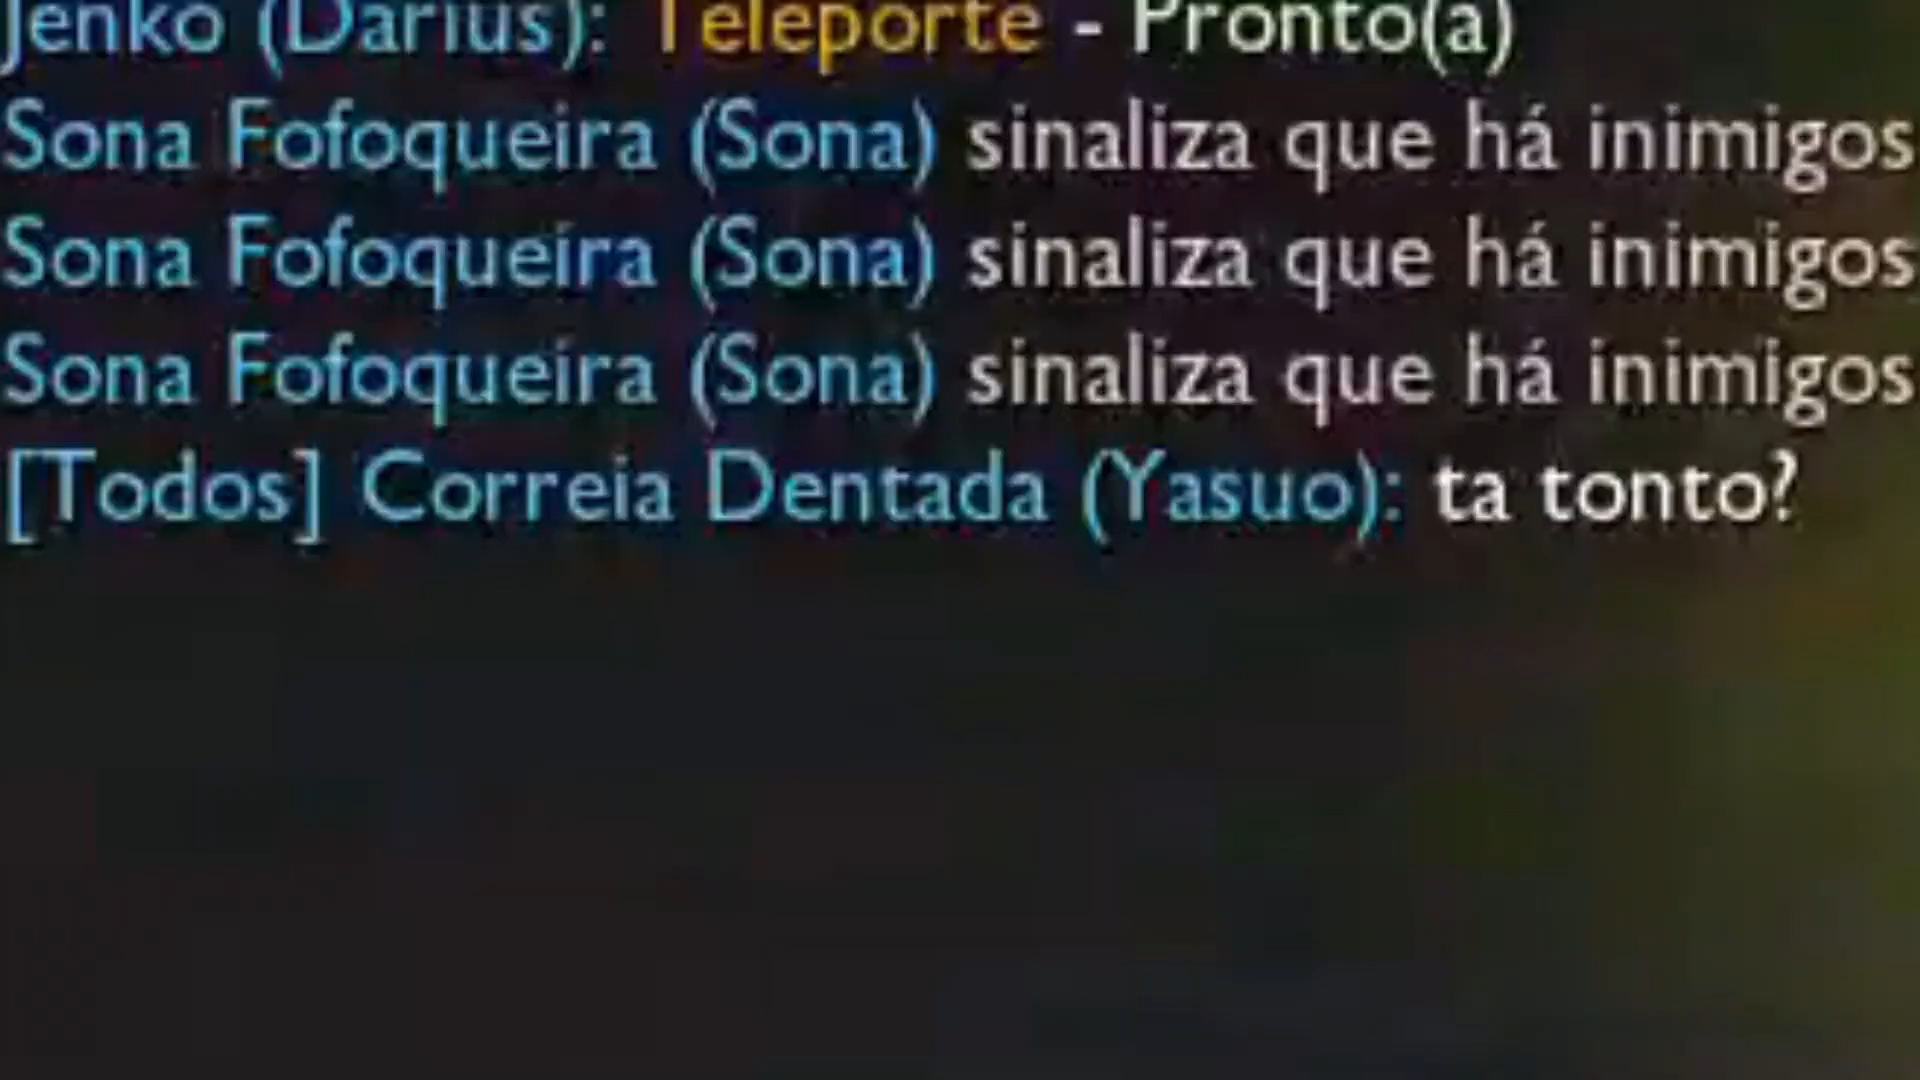 Jenko (Darius): Teleporte - Pronto(a)
Sona Fofoqueira (Sona) sinaliza que há inimigos
Sona Fofoqueira (Sona) sinaliza que há inimigos
Sona Fofoqueira (Sona) sinaliza que há inimigos
[Todos] Correia Dentada (Yasuo): ta tonto?